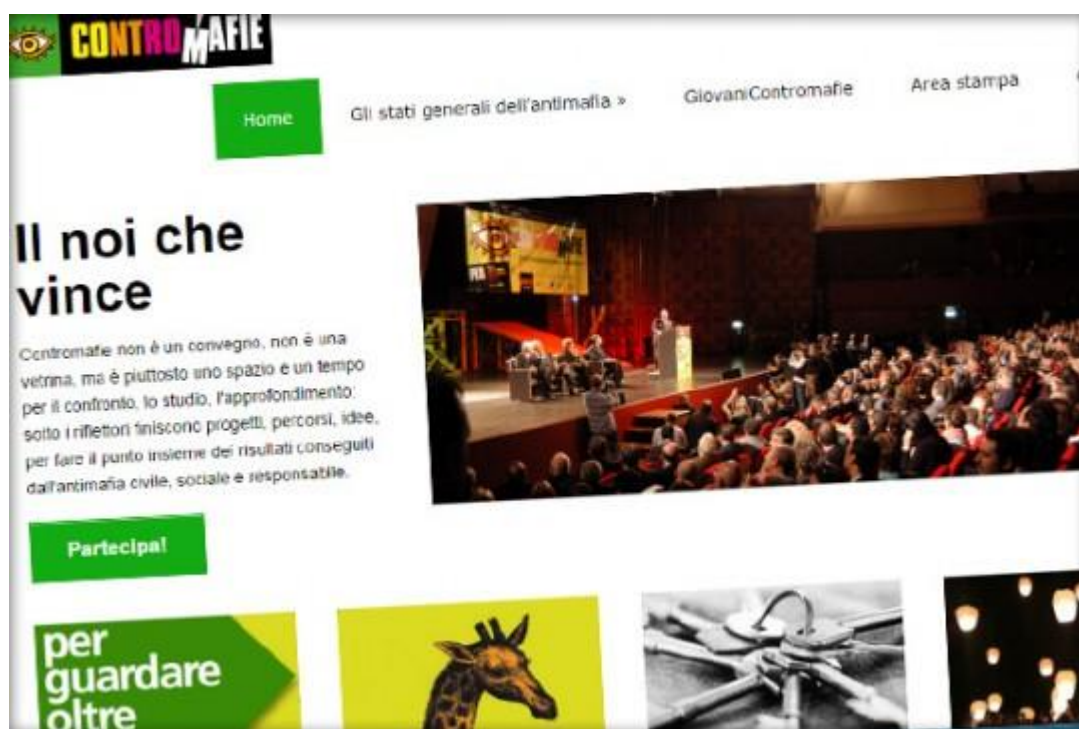 CONTROMAFIE
Home
Gli stati generali dell'antimafia »
GiovaniContromafie
Area stampa
Il noi che
vince
Contromafie non è un convegno, non è una
vetrina, ma è piuttosto uno spazio e un tempo
per il confronto, lo studio, l'approfondimento:
sotto i riflettori finiscono progetti, percorsi, idee,
per fare il punto insieme dei risultati conseguiti
dall'antimafia civile, sociale e responsabile.
Partecipa!
per
guardare
oltre